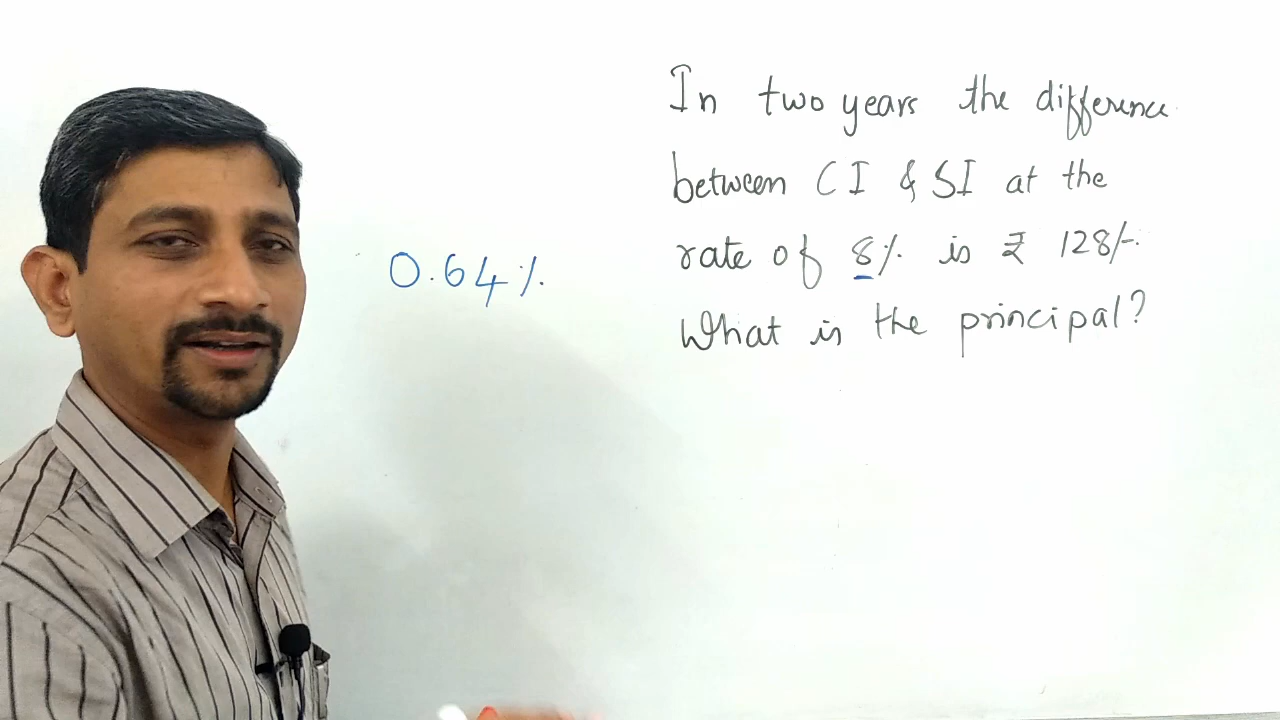 In two years the difference
between CI & SI at the
rate of 8% is ₹ 128/-.
What is the principal?
0.64%